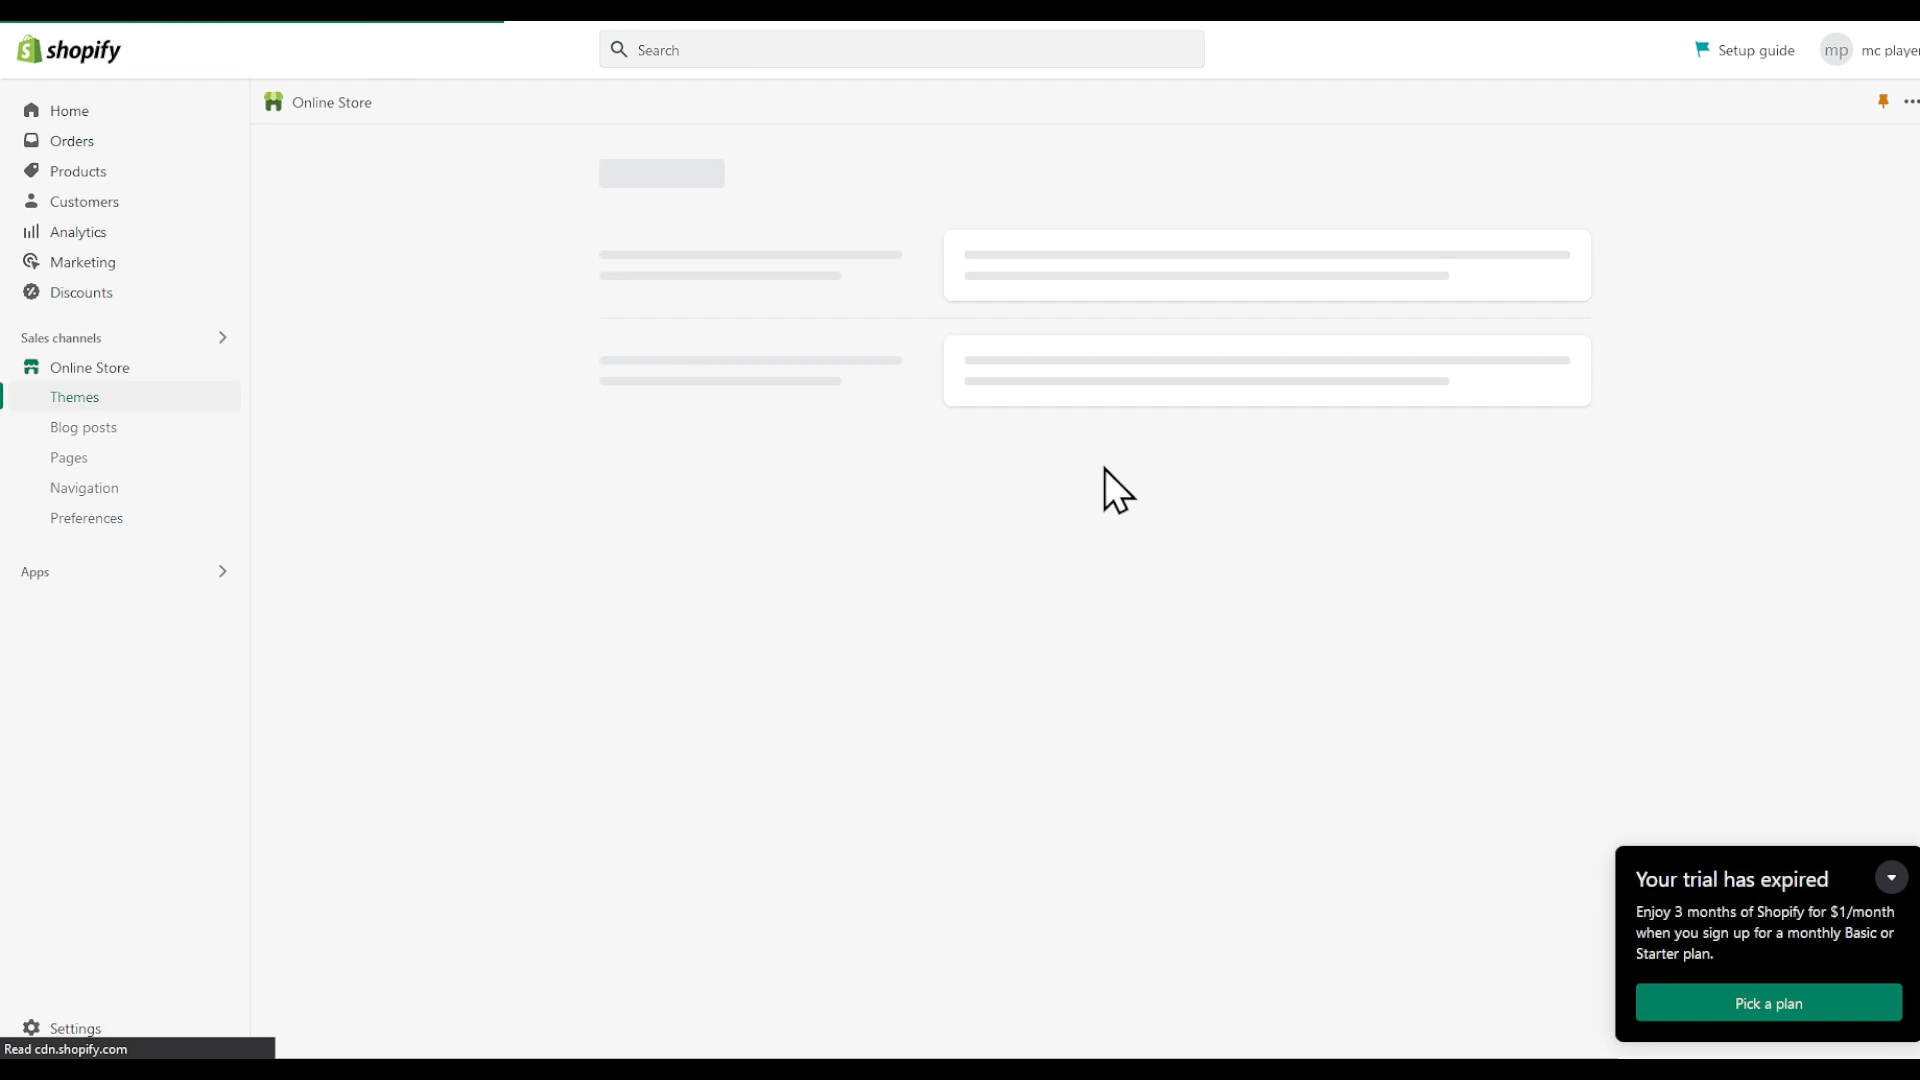 shopify
Search
Setup guide
mp
mc player
Home
Orders
Products
Customers
Analytics
Marketing
Discounts
Sales channels
Online Store
Themes
Blog posts
Pages
Navigation
Preferences
Apps
Settings
Read cdn.shopify.com
Online Store
Your trial has expired
Enjoy 3 months of Shopify for $1/month
when you sign up for a monthly Basic or
Starter plan.
Pick a plan